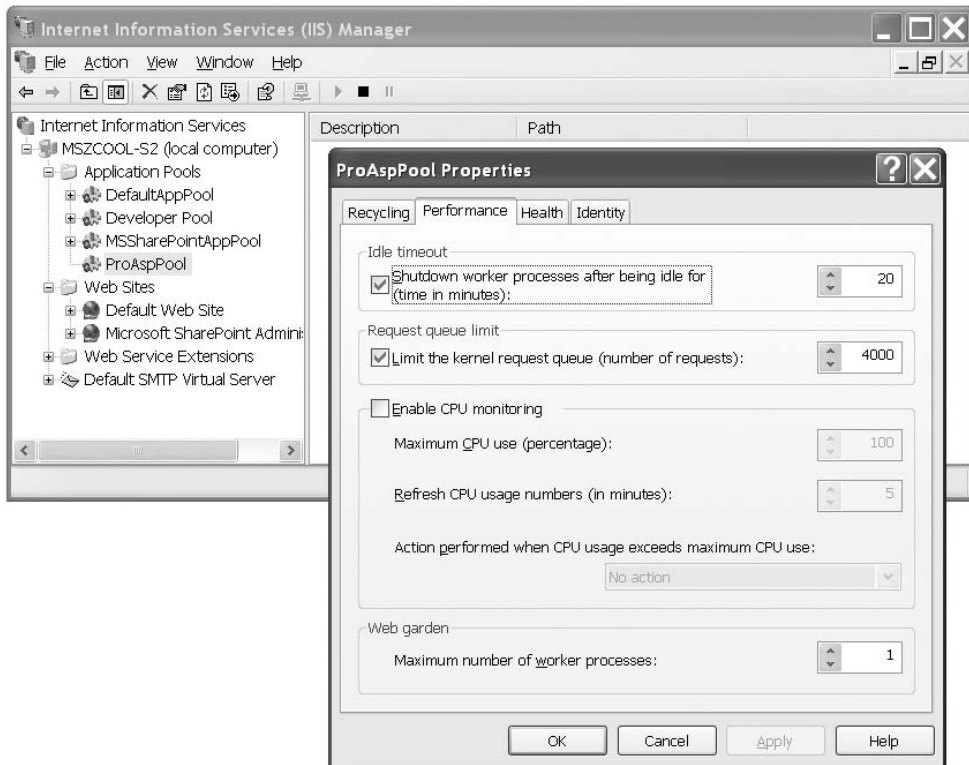 Internet Information Services (IIS) Manager
File Action View Window Help
Internet Information Services
MSZCOOL-S2 (local computer)
Application Pools
DefaultAppPool
Developer Pool
MSSharePointAppPool
ProAspPool
Web Sites
Default Web Site
Microsoft SharePoint Adminis
Web Service Extensions
Default SMTP Virtual Server
Description Path
ProAspPool Properties
Recycling Performance Health Identity
Idle timeout
Shutdown worker processes after being idle for
(time in minutes): 20
Request queue limit
Limit the kernel request queue (number of requests): 4000
Enable CPU monitoring
Maximum CPU use (percentage): 100
Refresh CPU usage numbers (in minutes): 5
Action performed when CPU usage exceeds maximum CPU use:
No action
Web garden
Maximum number of worker processes: 1
OK Cancel Apply Help